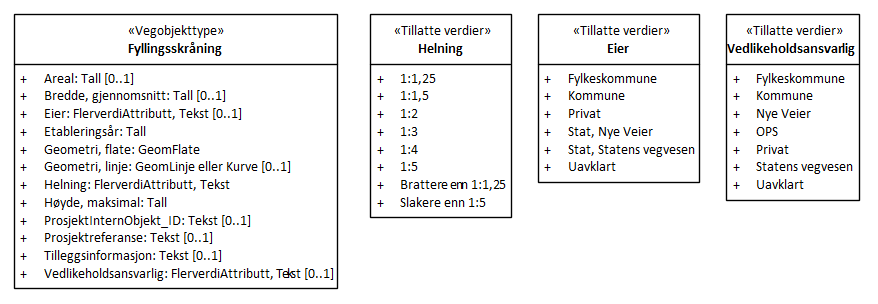 «Vegobjekttype»
Fyllingsskråning
+ Areal: Tall [0..1]
+ Bredde, gjennomsnitt: Tall [0..1]
+ Eier: FlerverdiAttributt, Tekst [0..1]
+ Etableringsår: Tall
+ Geometri, flate: GeomFlate
+ Geometri, linje: GeomLinje eller Kurve [0..1]
+ Helning: FlerverdiAttributt, Tekst
+ Høyde, maksimal: Tall
+ ProsjektInternObjekt_ID: Tekst [0..1]
+ Prosjektreferanse: Tekst [0..1]
+ Tilleggsinformasjon: Tekst [0..1]
+ Vedlikeholdsansvarlig: FlerverdiAttributt, Tekst [0..1]
«Tillatte verdier»
Helning
+ 1:1,25
+ 1:1,5
+ 1:2
+ 1:3
+ 1:4
+ 1:5
+ Brattere enn 1:1,25
+ Slakere enn 1:5
«Tillatte verdier»
Eier
+ Fylkeskommune
+ Kommune
+ Privat
+ Stat, Nye Veier
+ Stat, Statens vegvesen
+ Uavklart
«Tillatte verdier»
Vedlikeholdsansvarlig
+ Fylkeskommune
+ Kommune
+ Nye Veier
+ OPS
+ Privat
+ Statens vegvesen
+ Uavklart